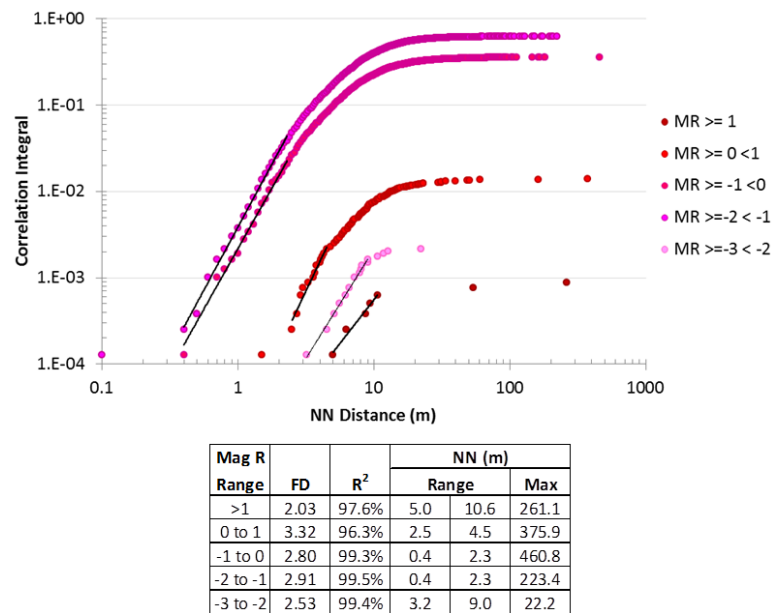 1.E+00
1.E-01
1.E-02
1.E-03
1.E-04
Correlation Integral
0.1 1 10 100 1000
NN Distance (m)
MR >= 1
MR >= 0 <1
MR >= -1 <0
MR >=-2 < -1
MR >=-3 < -2
Mag R Range FD R² NN (m)
Range Max
>1 2.03 97.6% 5.0 10.6 261.1
0 to 1 3.32 96.3% 2.5 4.5 375.9
-1 to 0 2.80 99.3% 0.4 2.3 460.8
-2 to -1 2.91 99.5% 0.4 2.3 223.4
-3 to -2 2.53 99.4% 3.2 9.0 22.2